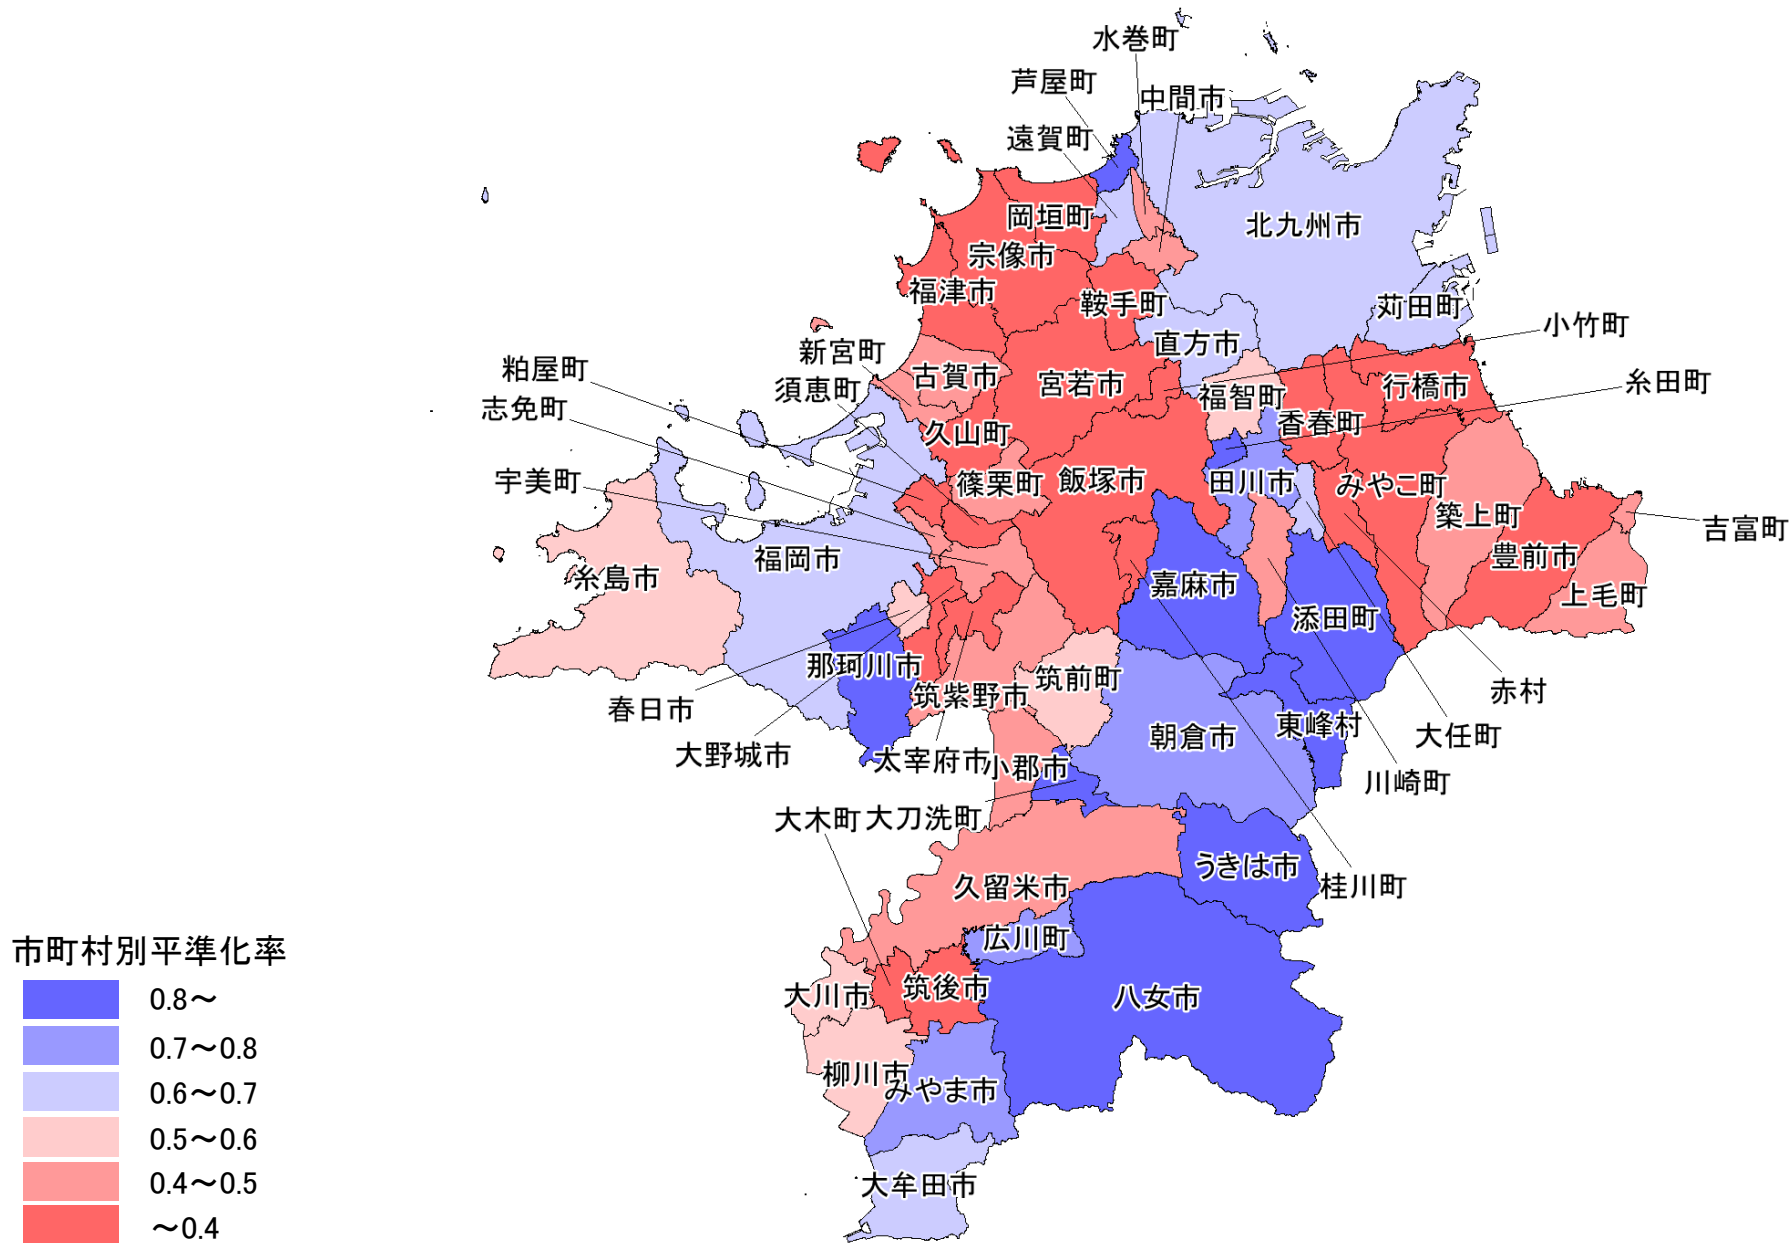 水巻町
芦屋町
中間市
遠賀町
岡垣町
北九州市
宗像市
福津市
鞍手町
苅田町
小竹町
直方市
新宮町
粕屋町
古賀市
宮若市
須恵町
行橋市
糸田町
福智町
志免町
香春町
久山町
宇美町
篠栗町
飯塚市
田川市
みやこ町
築上町
吉富町
福岡市
豊前市
糸島市
嘉麻市
上毛町
添田町
那珂川市
筑前町
赤村
筑紫野市
春日市
東峰村
大任町
朝倉市
大野城市
太宰府市
小郡市
川崎町
大木町
大刀洗町
うきは市
桂川町
久留米市
広川町
筑後市
大川市
八女市
柳川市
みやま市
大牟田市
市町村別平準化率
0.8～
0.7～0.8
0.6～0.7
0.5～0.6
0.4～0.5
～0.4